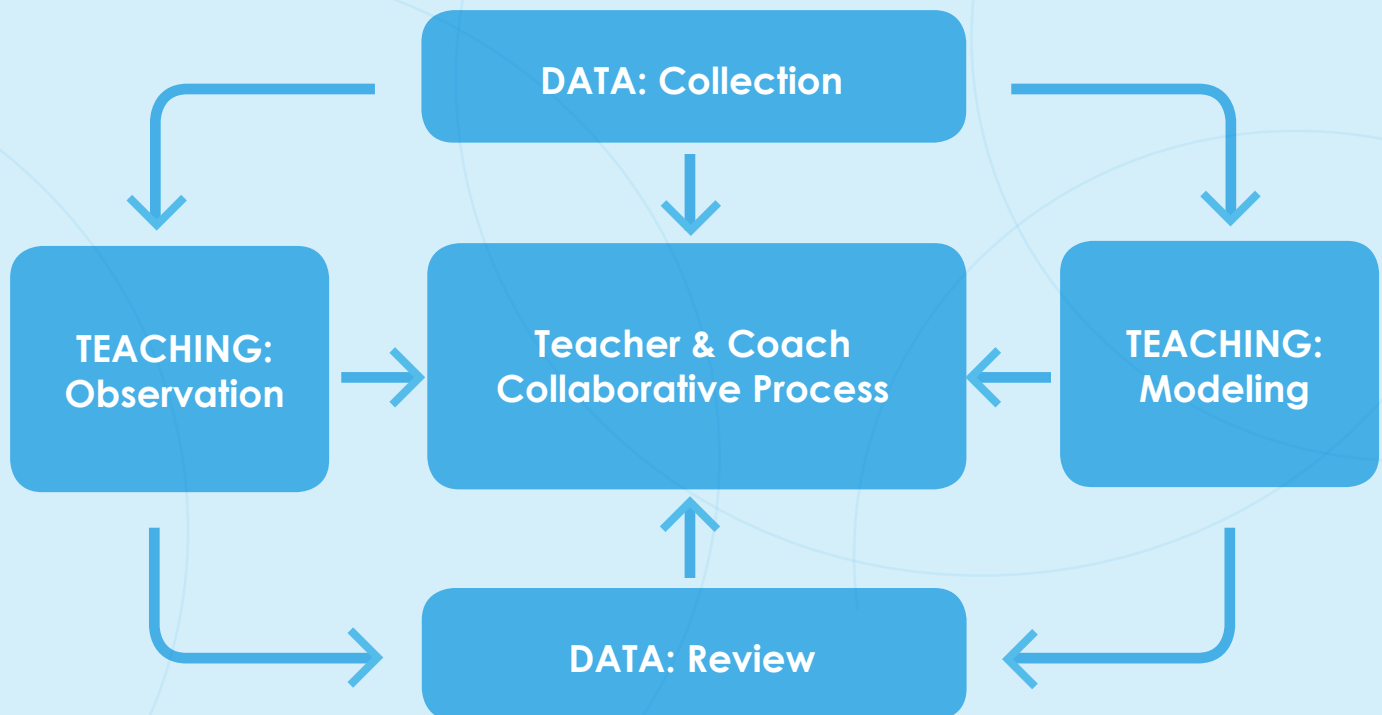 DATA: Collection
TEACHING:
Observation
Teacher & Coach
Collaborative Process
TEACHING:
Modeling
DATA: Review